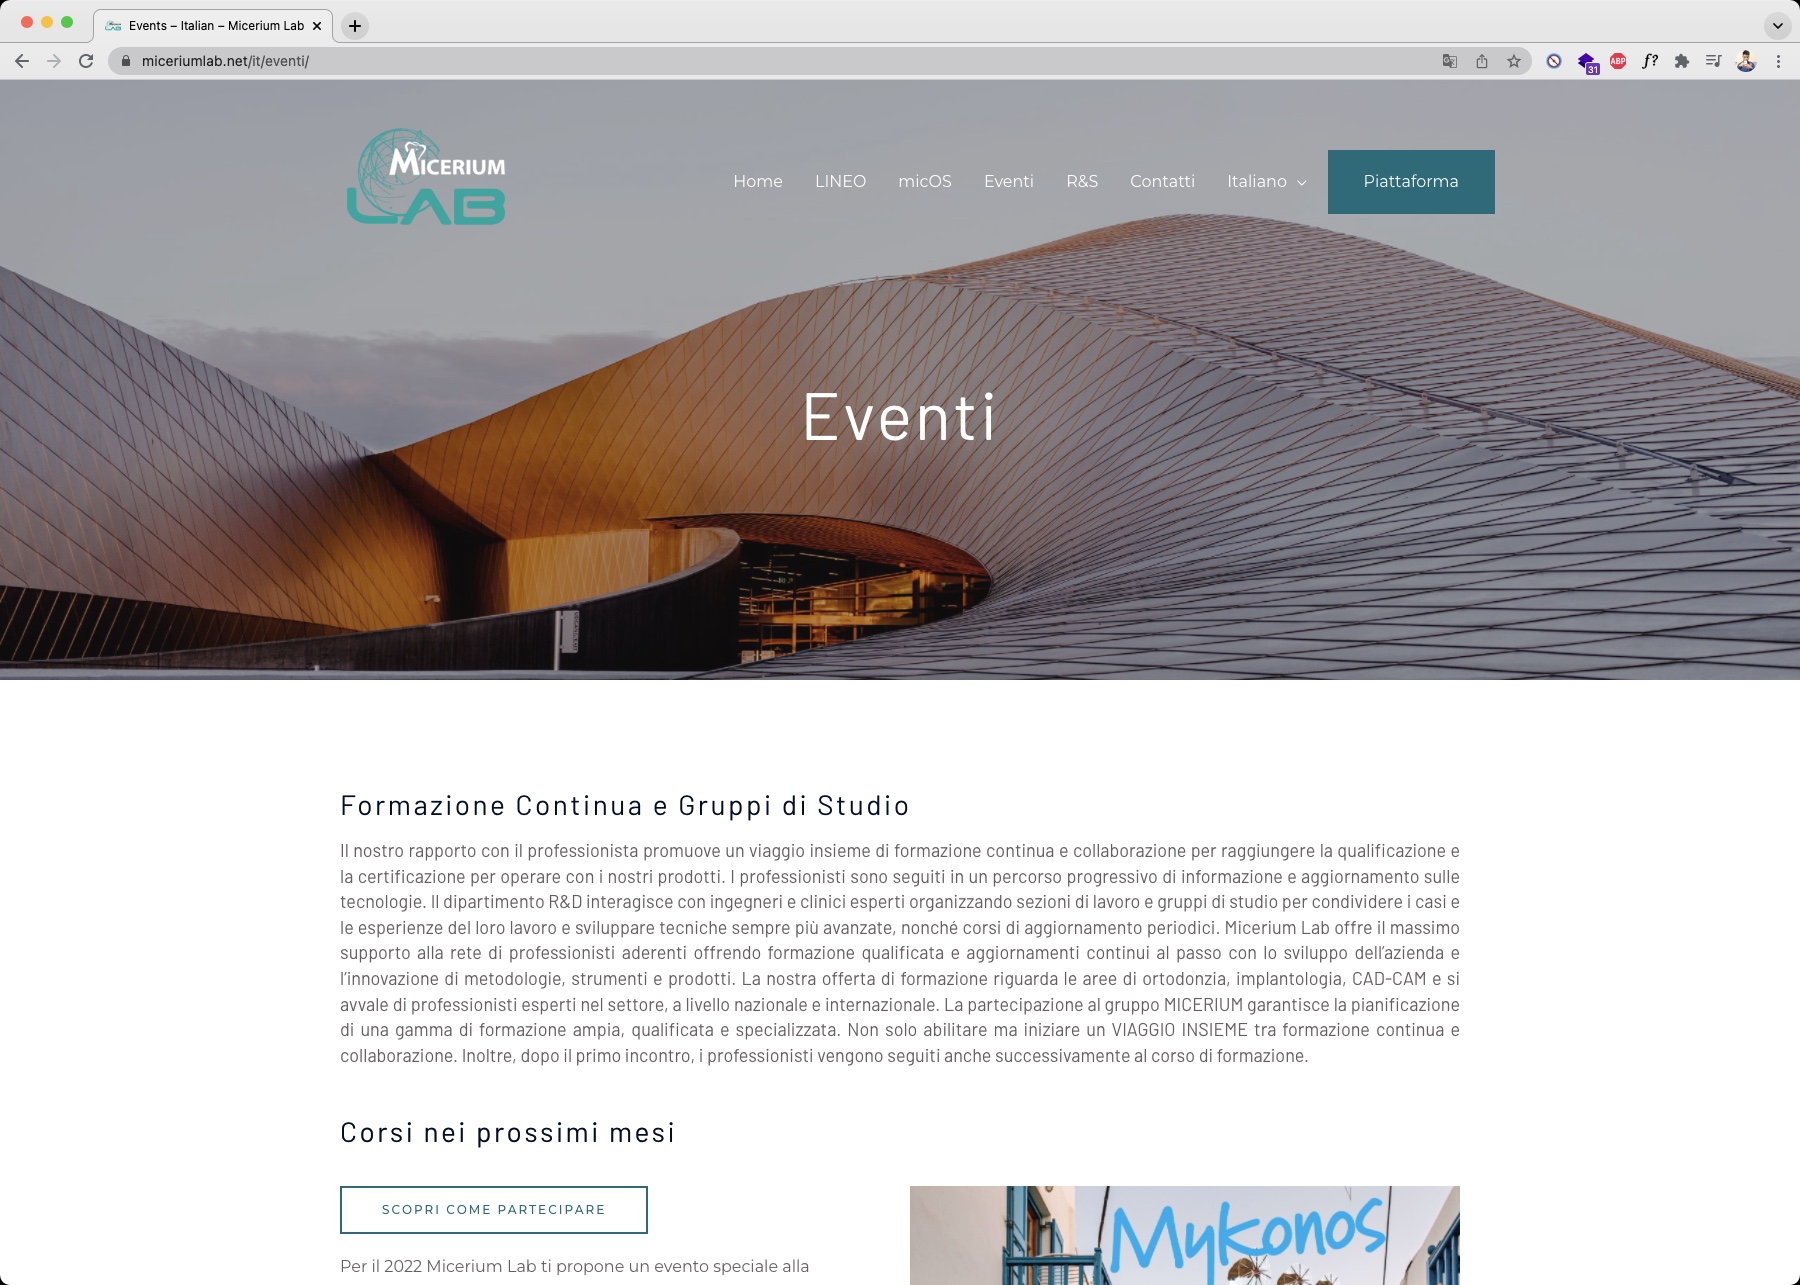 Events – Italian – Micerium Lab
miceriumlab.net/it/eventi/
31
ABP
f?
MICERIUM
LAB
Home
LINEO
micOS
Eventi
R&S
Contatti
Italiano
Piattaforma
Eventi
Formazione Continua e Gruppi di Studio
Il nostro rapporto con il professionista promuove un viaggio insieme di formazione continua e collaborazione per raggiungere la qualificazione e
la certificazione per operare con i nostri prodotti. I professionisti sono seguiti in un percorso progressivo di informazione e aggiornamento sulle
tecnologie. Il dipartimento R&D interagisce con ingegneri e clinici esperti organizzando sezioni di lavoro e gruppi di studio per condividere i casi e
le esperienze del loro lavoro e sviluppare tecniche sempre più avanzate, nonché corsi di aggiornamento periodici. Micerium Lab offre il massimo
supporto alla rete di professionisti aderenti offrendo formazione qualificata e aggiornamenti continui al passo con lo sviluppo dell’azienda e
l’innovazione di metodologie, strumenti e prodotti. La nostra offerta di formazione riguarda le aree di ortodonzia, implantologia, CAD-CAM e si
avvale di professionisti esperti nel settore, a livello nazionale e internazionale. La partecipazione al gruppo MICERIUM garantisce la pianificazione
di una gamma di formazione ampia, qualificata e specializzata. Non solo abilitare ma iniziare un VIAGGIO INSIEME tra formazione continua e
collaborazione. Inoltre, dopo il primo incontro, i professionisti vengono seguiti anche successivamente al corso di formazione.
Corsi nei prossimi mesi
SCOPRI COME PARTECIPARE
Per il 2022 Micerium Lab ti propone un evento speciale alla
Mykonos